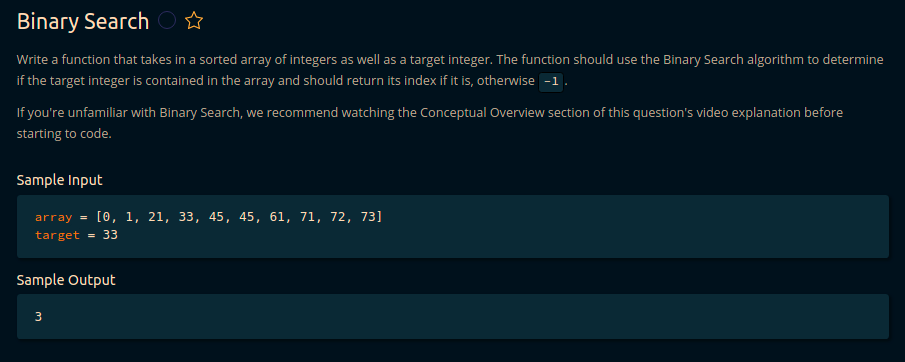 Binary Search
Write a function that takes in a sorted array of integers as well as a target integer. The function should use the Binary Search algorithm to determine
if the target integer is contained in the array and should return its index if it is, otherwise -1 .
If you're unfamiliar with Binary Search, we recommend watching the Conceptual Overview section of this question's video explanation before
starting to code.
Sample Input
array = [0, 1, 21, 33, 45, 45, 61, 71, 72, 73]
target = 33
Sample Output
3